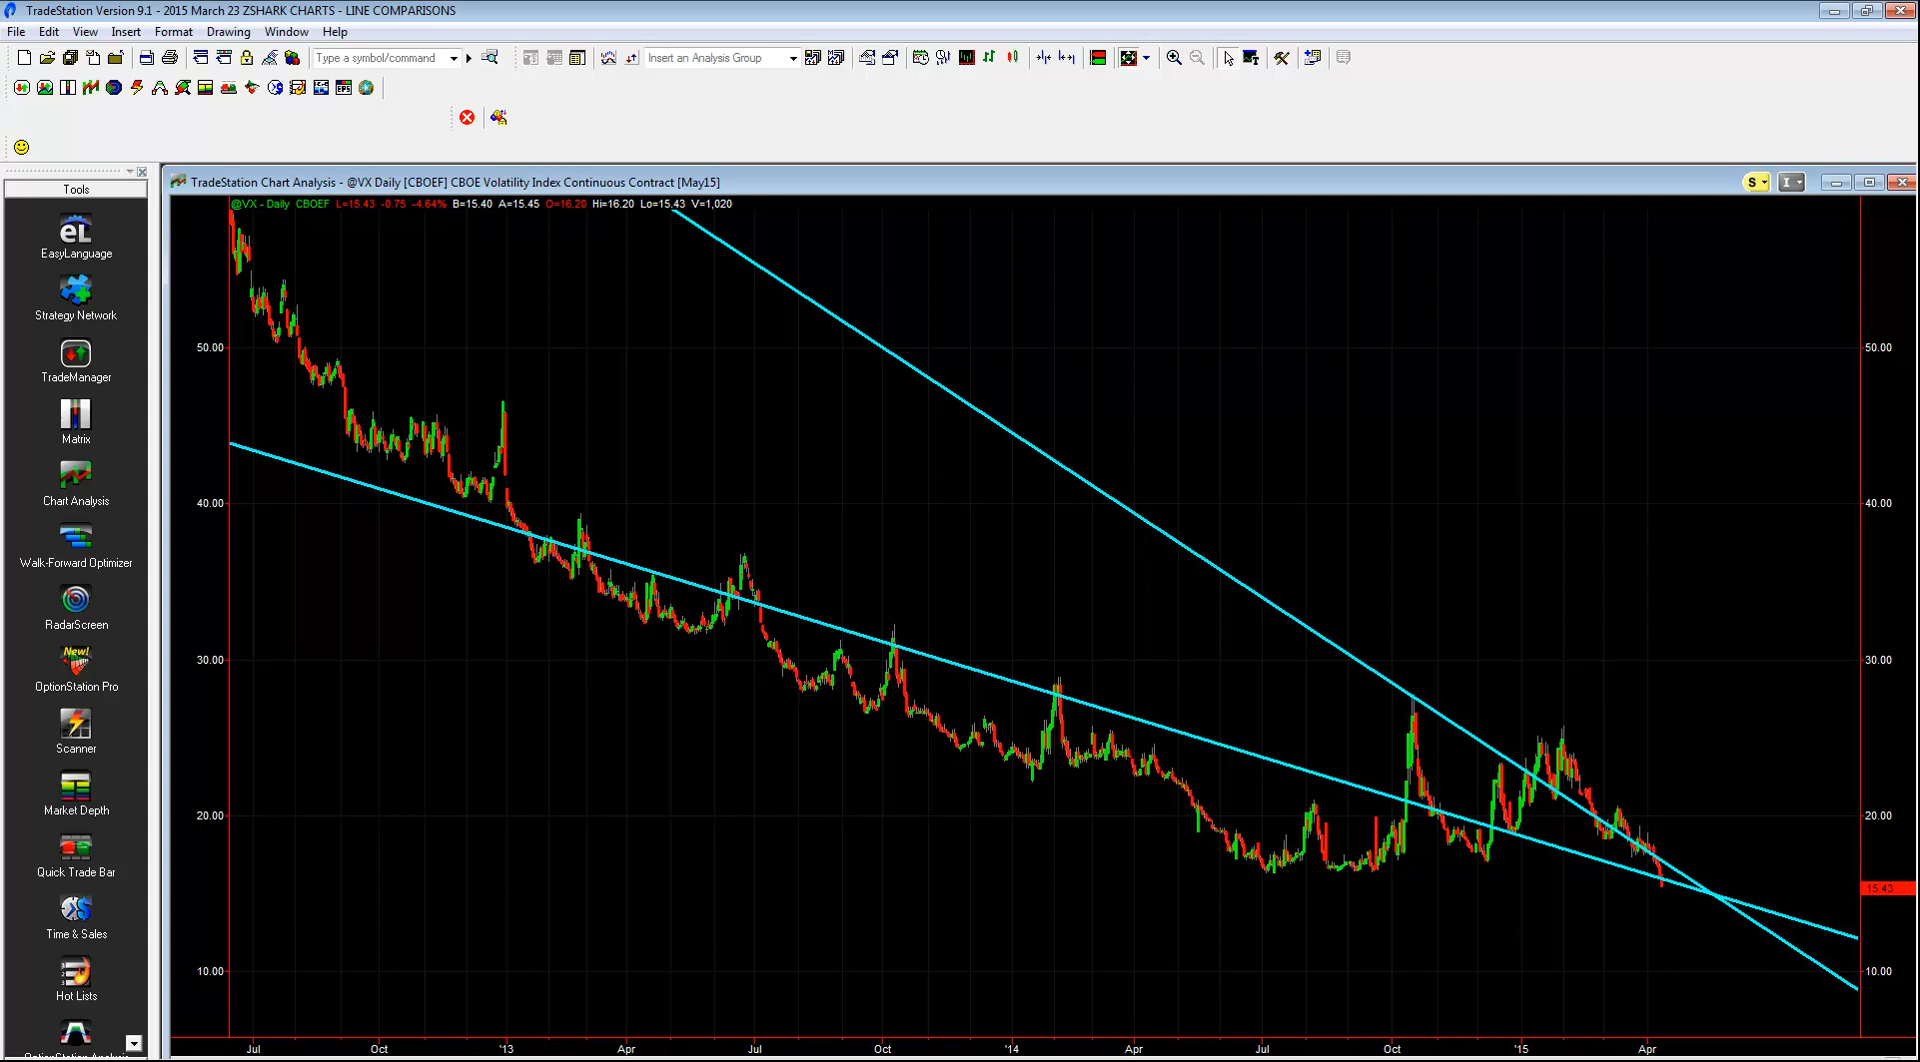 TradeStation Version 9.1 - 2015 March 23 ZSHARK CHARTS - LINE COMPARISONS
File Edit View Insert Format Drawing Window Help
Type a symbol/command Insert an Analysis Group
EPS
Tools
EasyLanguage
Strategy Network
TradeManager
Matrix
Chart Analysis
Walk-Forward Optimizer
RadarScreen
New!
OptionStation Pro
Scanner
Market Depth
Quick Trade Bar
Time & Sales
Hot Lists
TradeStation Chart Analysis - @VX Daily [CBOEF] CBOE Volatility Index Continuous Contract [May15]
S I
@VX - Daily CBOEF L=15.43 -0.75 -4.64% B=15.40 A=15.45 O=16.20 Hi=16.20 Lo=15.43 V=1,020
50.00 50.00
40.00 40.00
30.00 30.00
20.00 20.00
15.43
10.00 10.00
Jul Oct '13 Apr Jul Oct '14 Apr Jul Oct '15 Apr